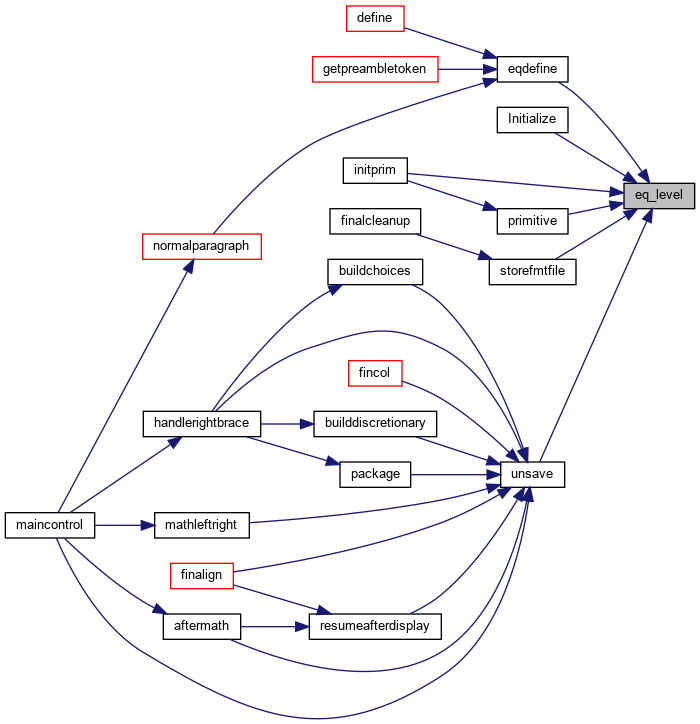 define
getpreambletoken
eqdefine
Initialize
initprim
eq_level
finalcleanup
primitive
normalparagraph
storefmtfile
buildchoices
fincol
handlerightbrace
builddiscretionary
package
unsave
maincontrol
mathleftright
finalign
aftermath
resumeafterdisplay